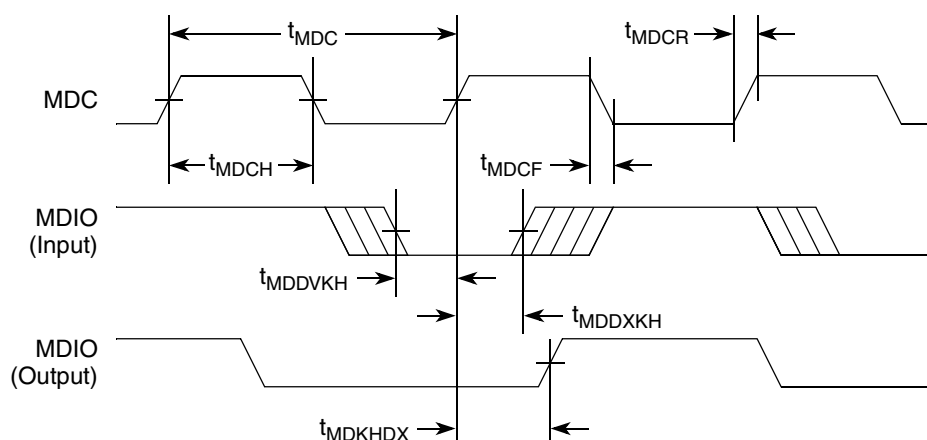 tMDC
tMDCR
MDC
tMDCH
tMDCF
MDIO
(Input)
tMDDVKH
tMDDXKH
MDIO
(Output)
tMDKHDX